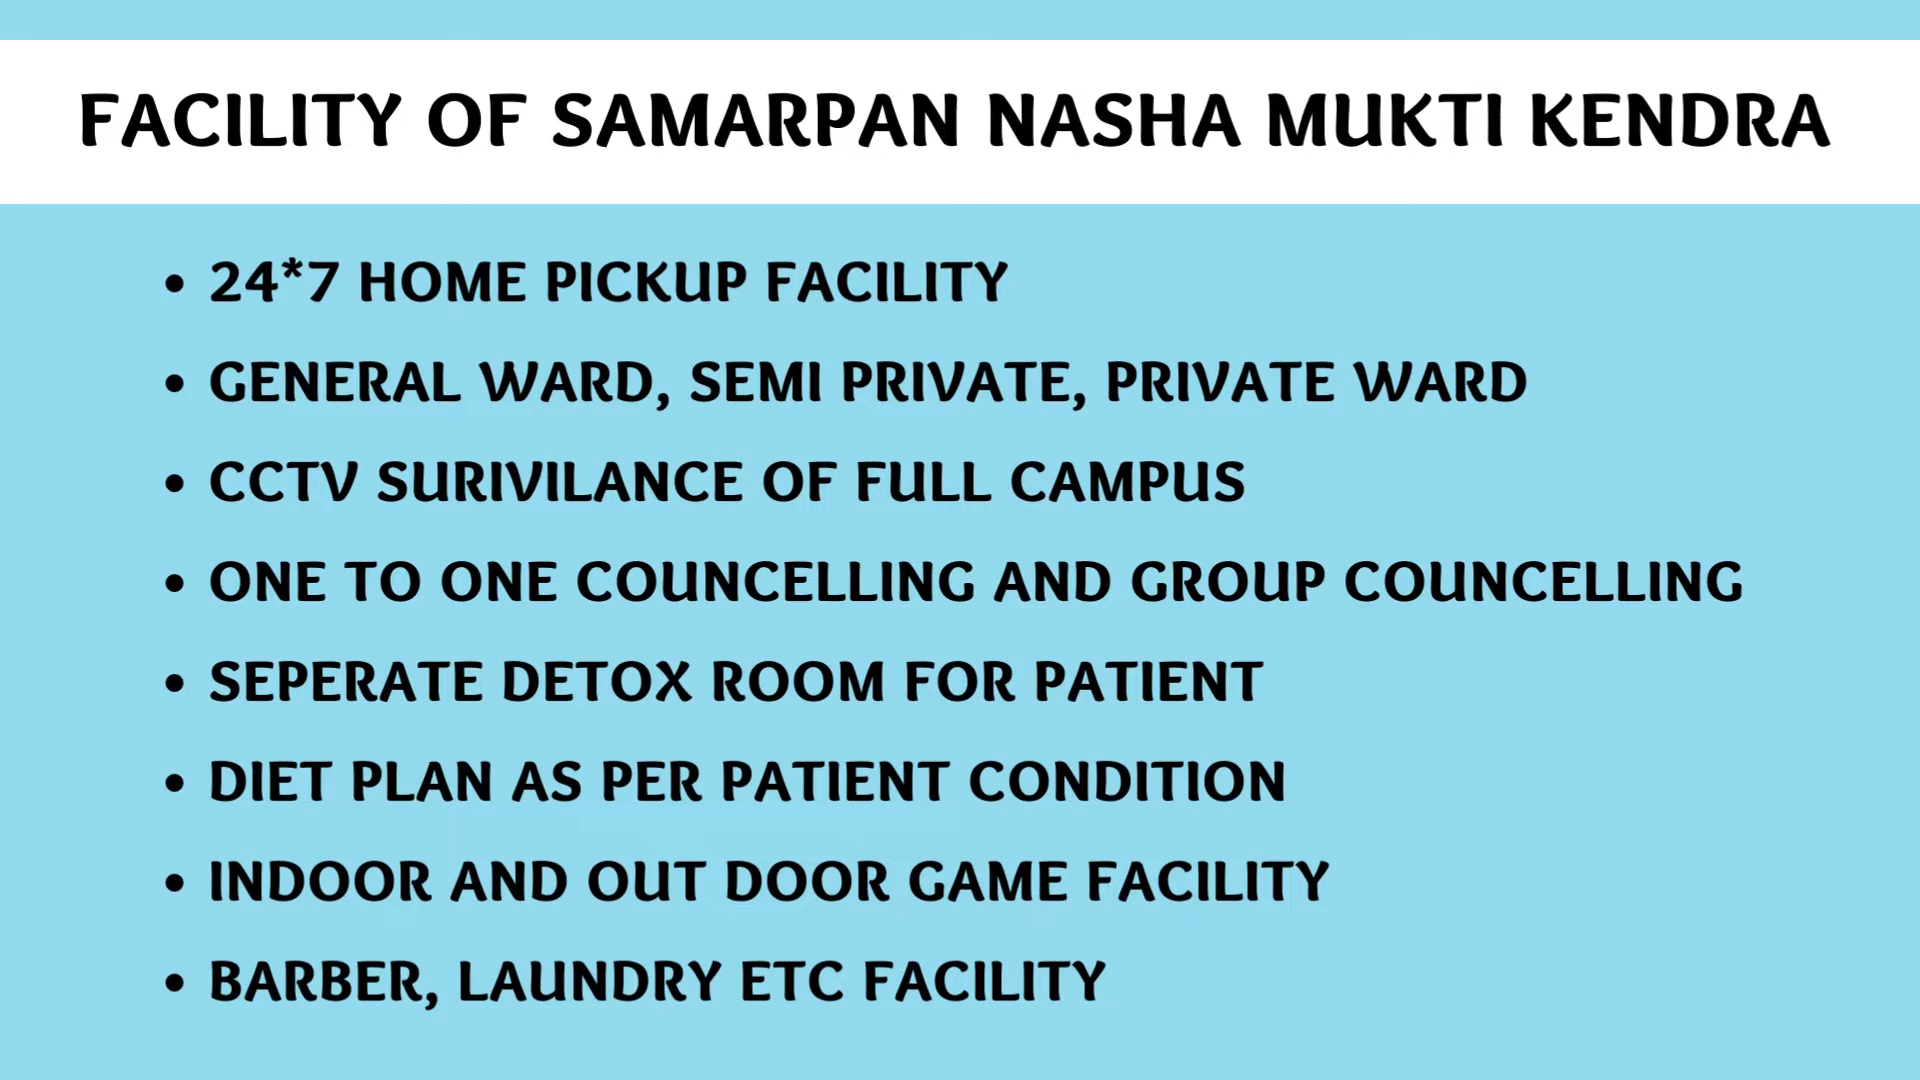 FACILITY OF SAMARPAN NASHA MUKTI KENDRA
• 24*7 HOME PICKUP FACILITY
• GENERAL WARD, SEMI PRIVATE, PRIVATE WARD
• CCTV SURIVILANCE OF FULL CAMPUS
• ONE TO ONE COUNCELLING AND GROUP COUNCELLING
• SEPERATE DETOX ROOM FOR PATIENT
• DIET PLAN AS PER PATIENT CONDITION
• INDOOR AND OUT DOOR GAME FACILITY
• BARBER, LAUNDRY ETC FACILITY